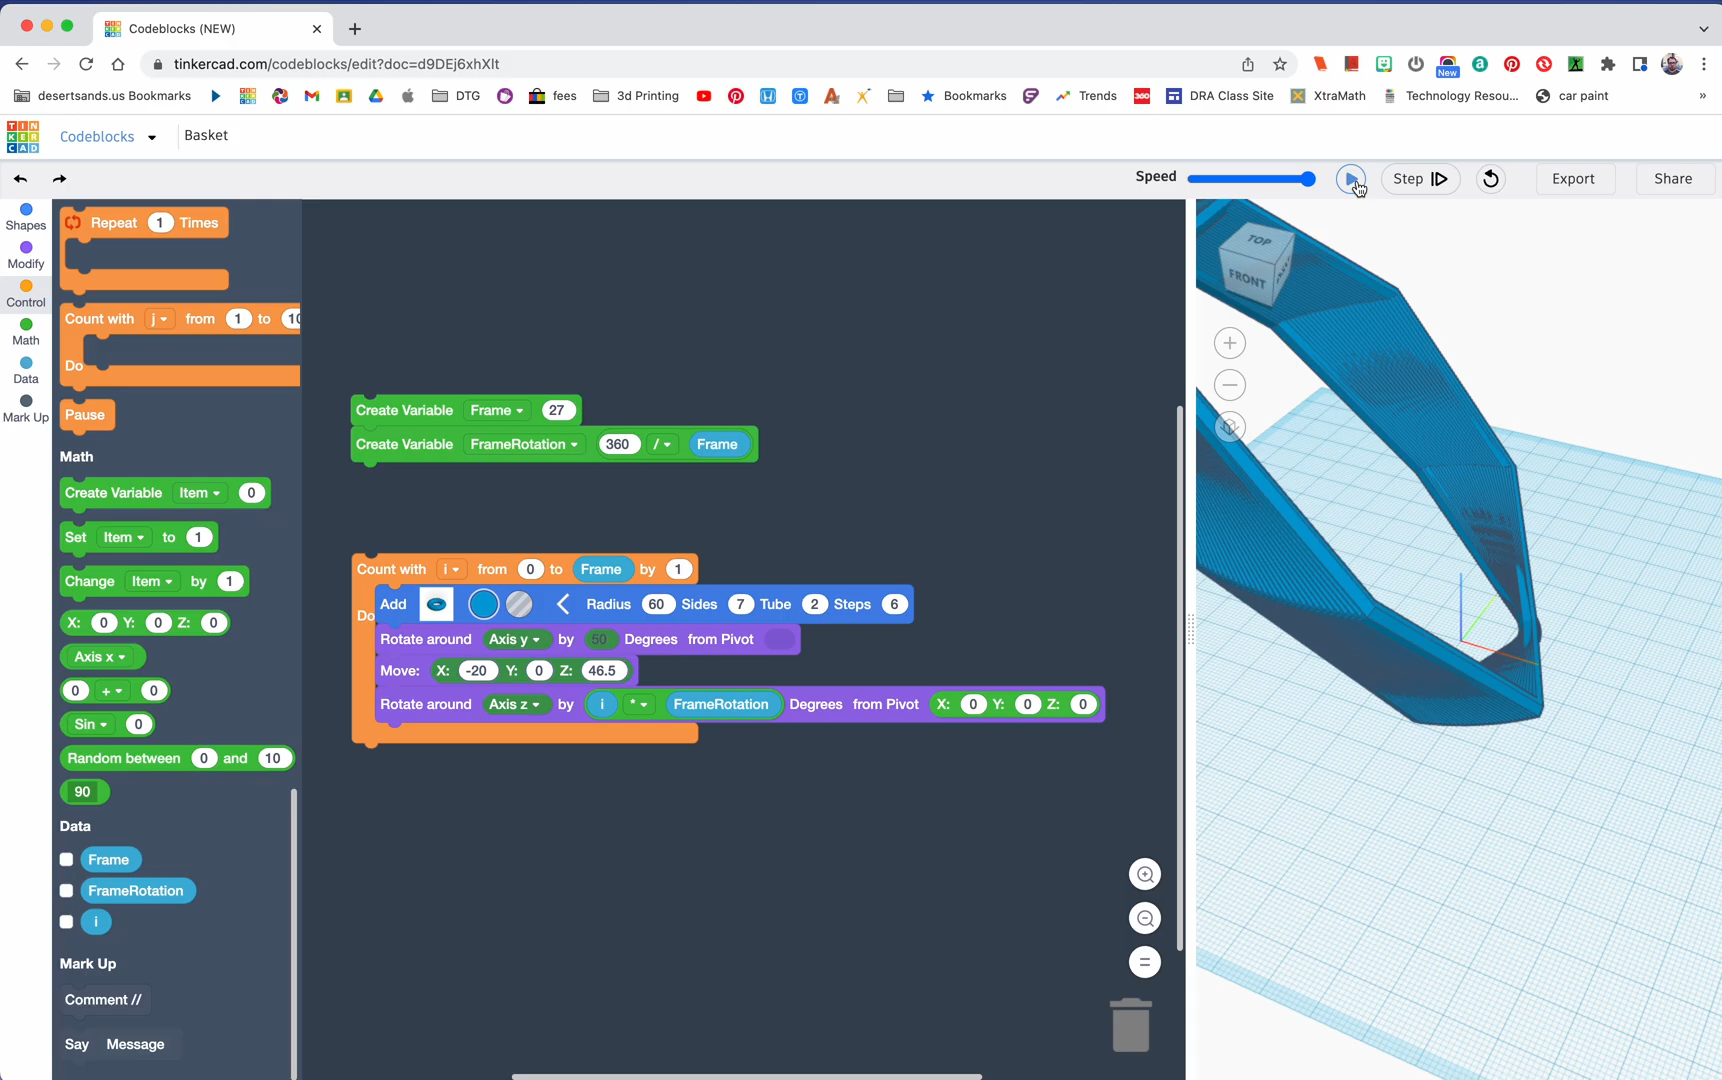 Codeblocks (NEW)
tinkercad.com/codeblocks/edit?doc=d9DEj6xhXlt
New
desertsands.us Bookmarks
DTG
fees
3d Printing
Bookmarks
Trends
360
DRA Class Site
XtraMath
Technology Resou...
car paint
»
TIN
KER
CAD
Codeblocks
Basket
Speed
Step
Export
Share
Shapes
Modify
Control
Math
Data
Mark Up
Repeat 1 Times
Count with j from 1 to 10
Do
Pause
Math
Create Variable Item 0
Set Item to 1
Change Item by 1
X: 0 Y: 0 Z: 0
Axis x
0 + 0
Sin 0
Random between 0 and 10
90
Data
Frame
FrameRotation
i
Mark Up
Comment //
Say Message
Create Variable Frame 27
Create Variable FrameRotation 360 / Frame
Count with i from 0 to Frame by 1
Do
Add Radius 60 Sides 7 Tube 2 Steps 6
Rotate around Axis y by 50 Degrees from Pivot
Move: X: -20 Y: 0 Z: 46.5
Rotate around Axis z by i * FrameRotation Degrees from Pivot X: 0 Y: 0 Z: 0
TOP
FRONT